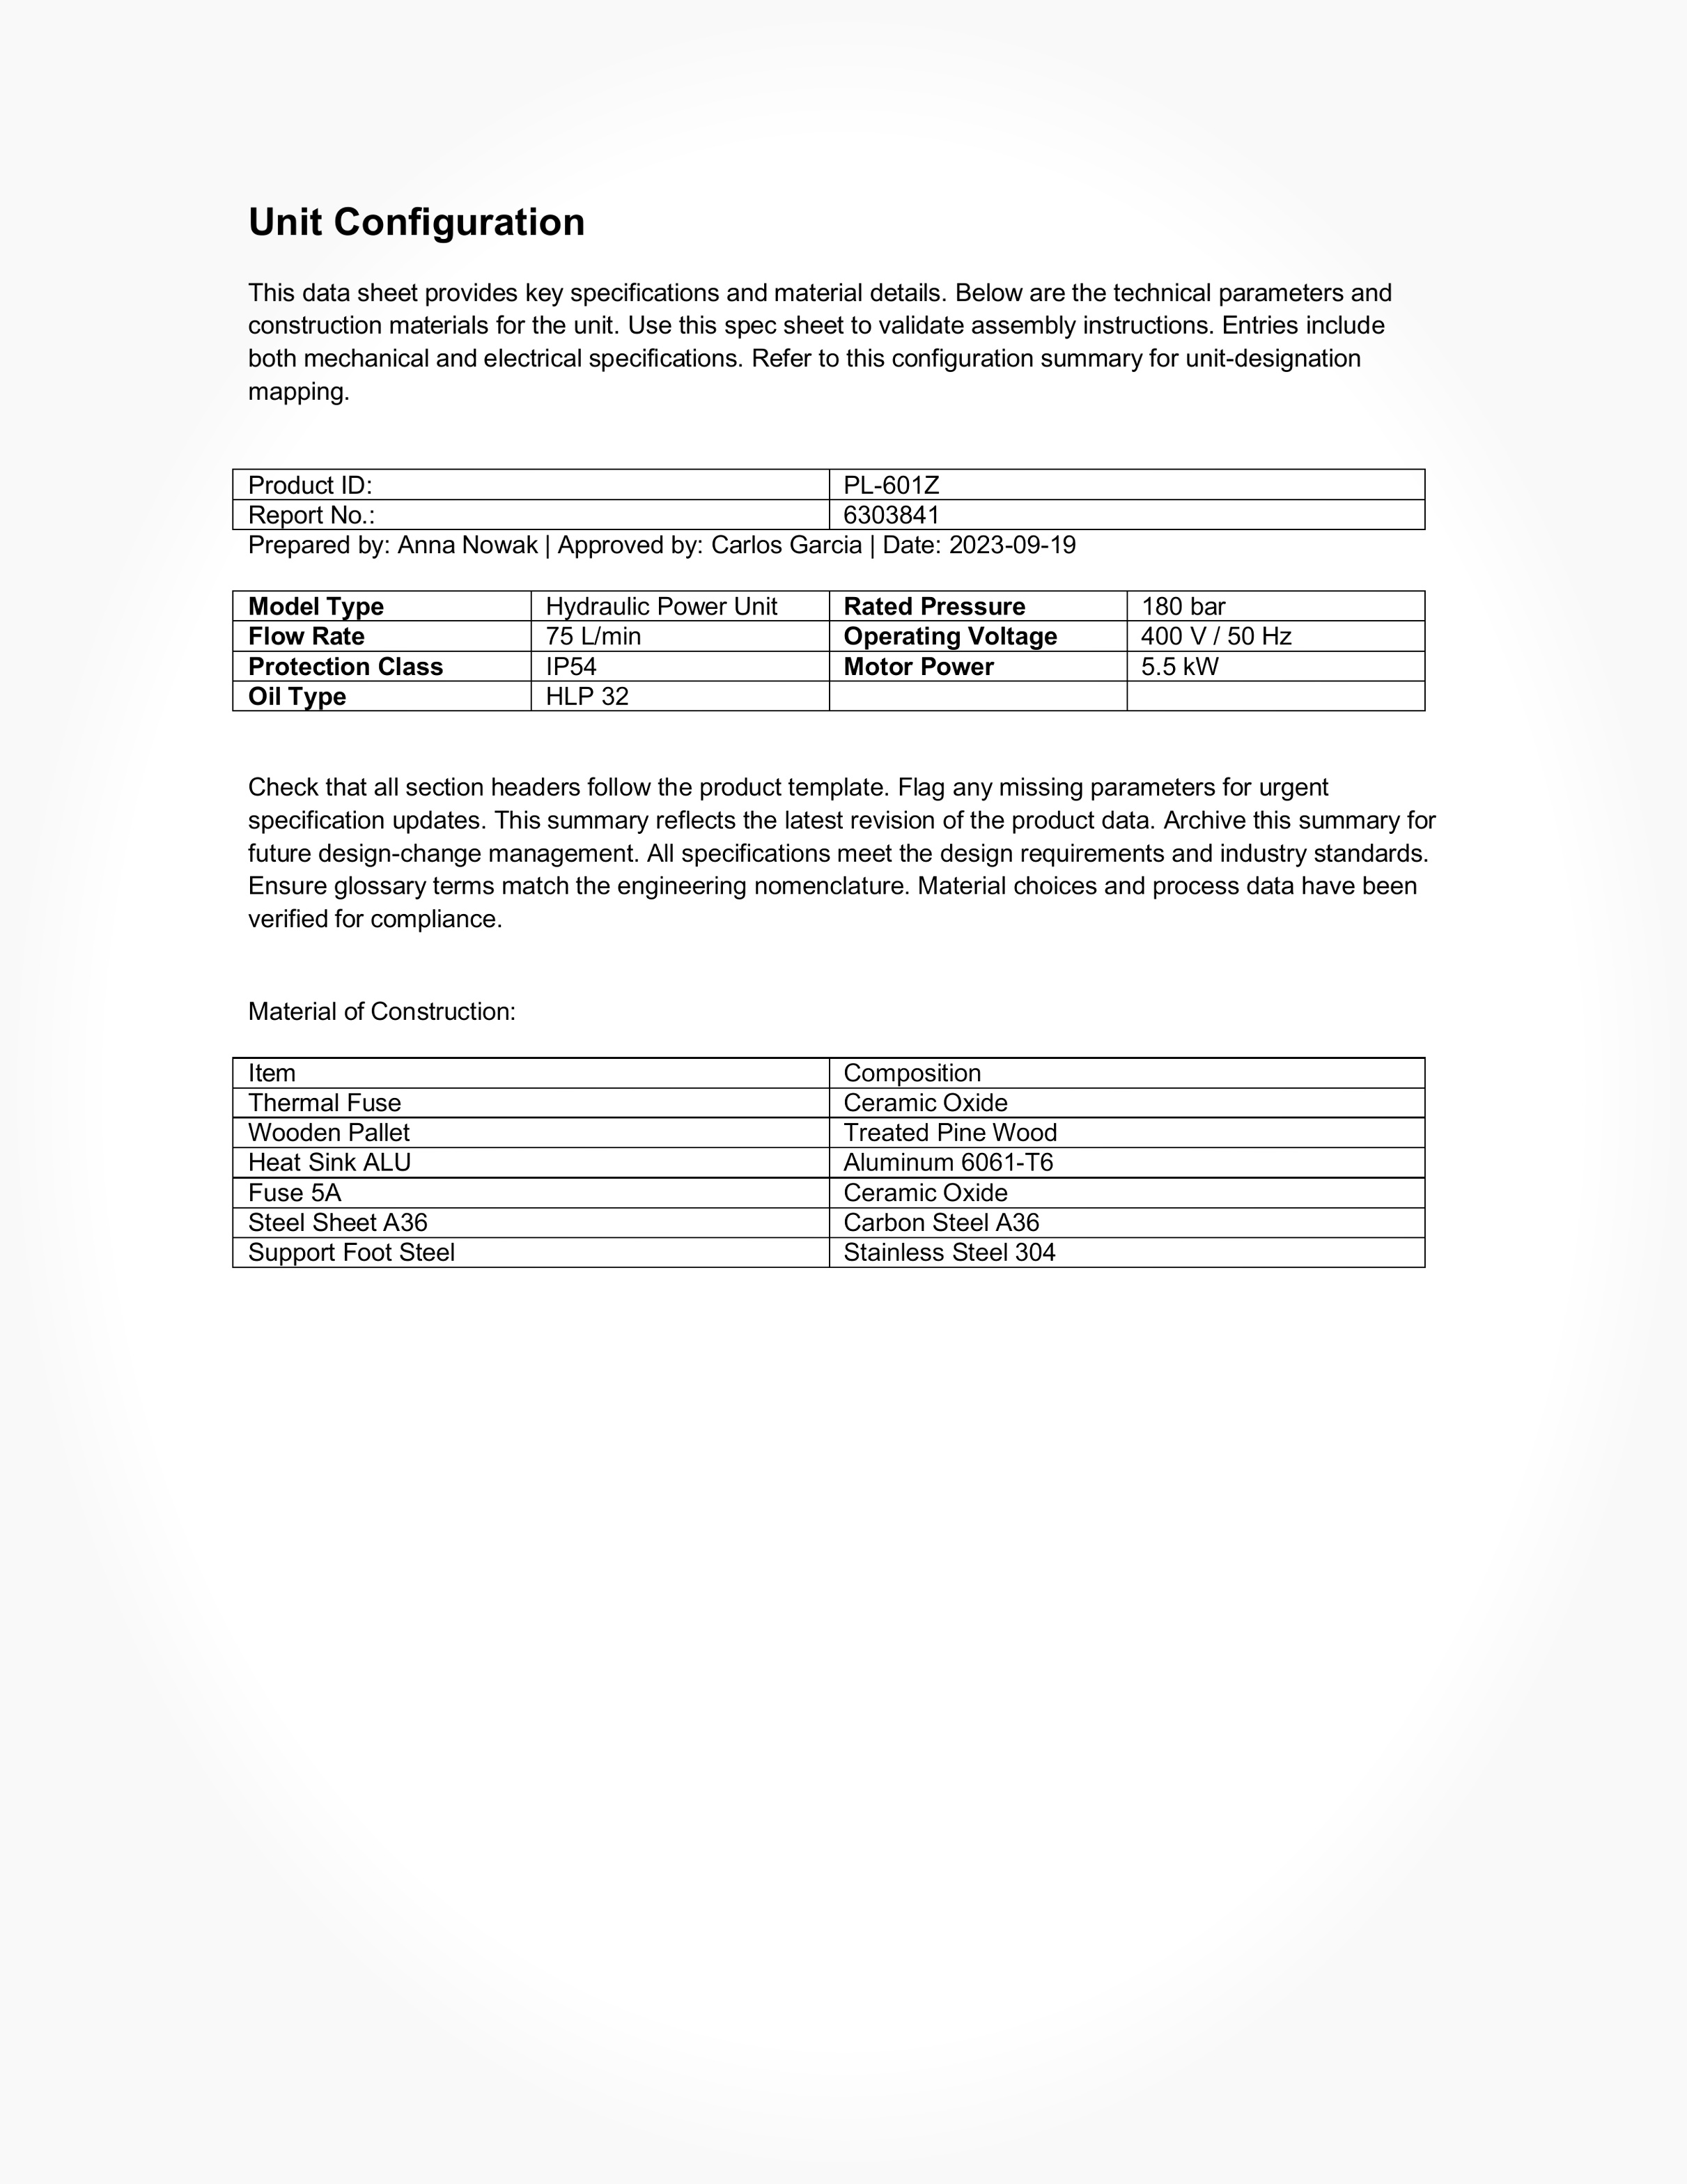 Unit Configuration
This data sheet provides key specifications and material details. Below are the technical parameters and
construction materials for the unit. Use this spec sheet to validate assembly instructions. Entries include
both mechanical and electrical specifications. Refer to this configuration summary for unit-designation
mapping.
Product ID: PL-601Z
Report No.: 6303841
Prepared by: Anna Nowak | Approved by: Carlos Garcia | Date: 2023-09-19
Model Type Hydraulic Power Unit Rated Pressure 180 bar
Flow Rate 75 L/min Operating Voltage 400 V / 50 Hz
Protection Class IP54 Motor Power 5.5 kW
Oil Type HLP 32
Check that all section headers follow the product template. Flag any missing parameters for urgent
specification updates. This summary reflects the latest revision of the product data. Archive this summary for
future design-change management. All specifications meet the design requirements and industry standards.
Ensure glossary terms match the engineering nomenclature. Material choices and process data have been
verified for compliance.
Material of Construction:
Item Composition
Thermal Fuse Ceramic Oxide
Wooden Pallet Treated Pine Wood
Heat Sink ALU Aluminum 6061-T6
Fuse 5A Ceramic Oxide
Steel Sheet A36 Carbon Steel A36
Support Foot Steel Stainless Steel 304